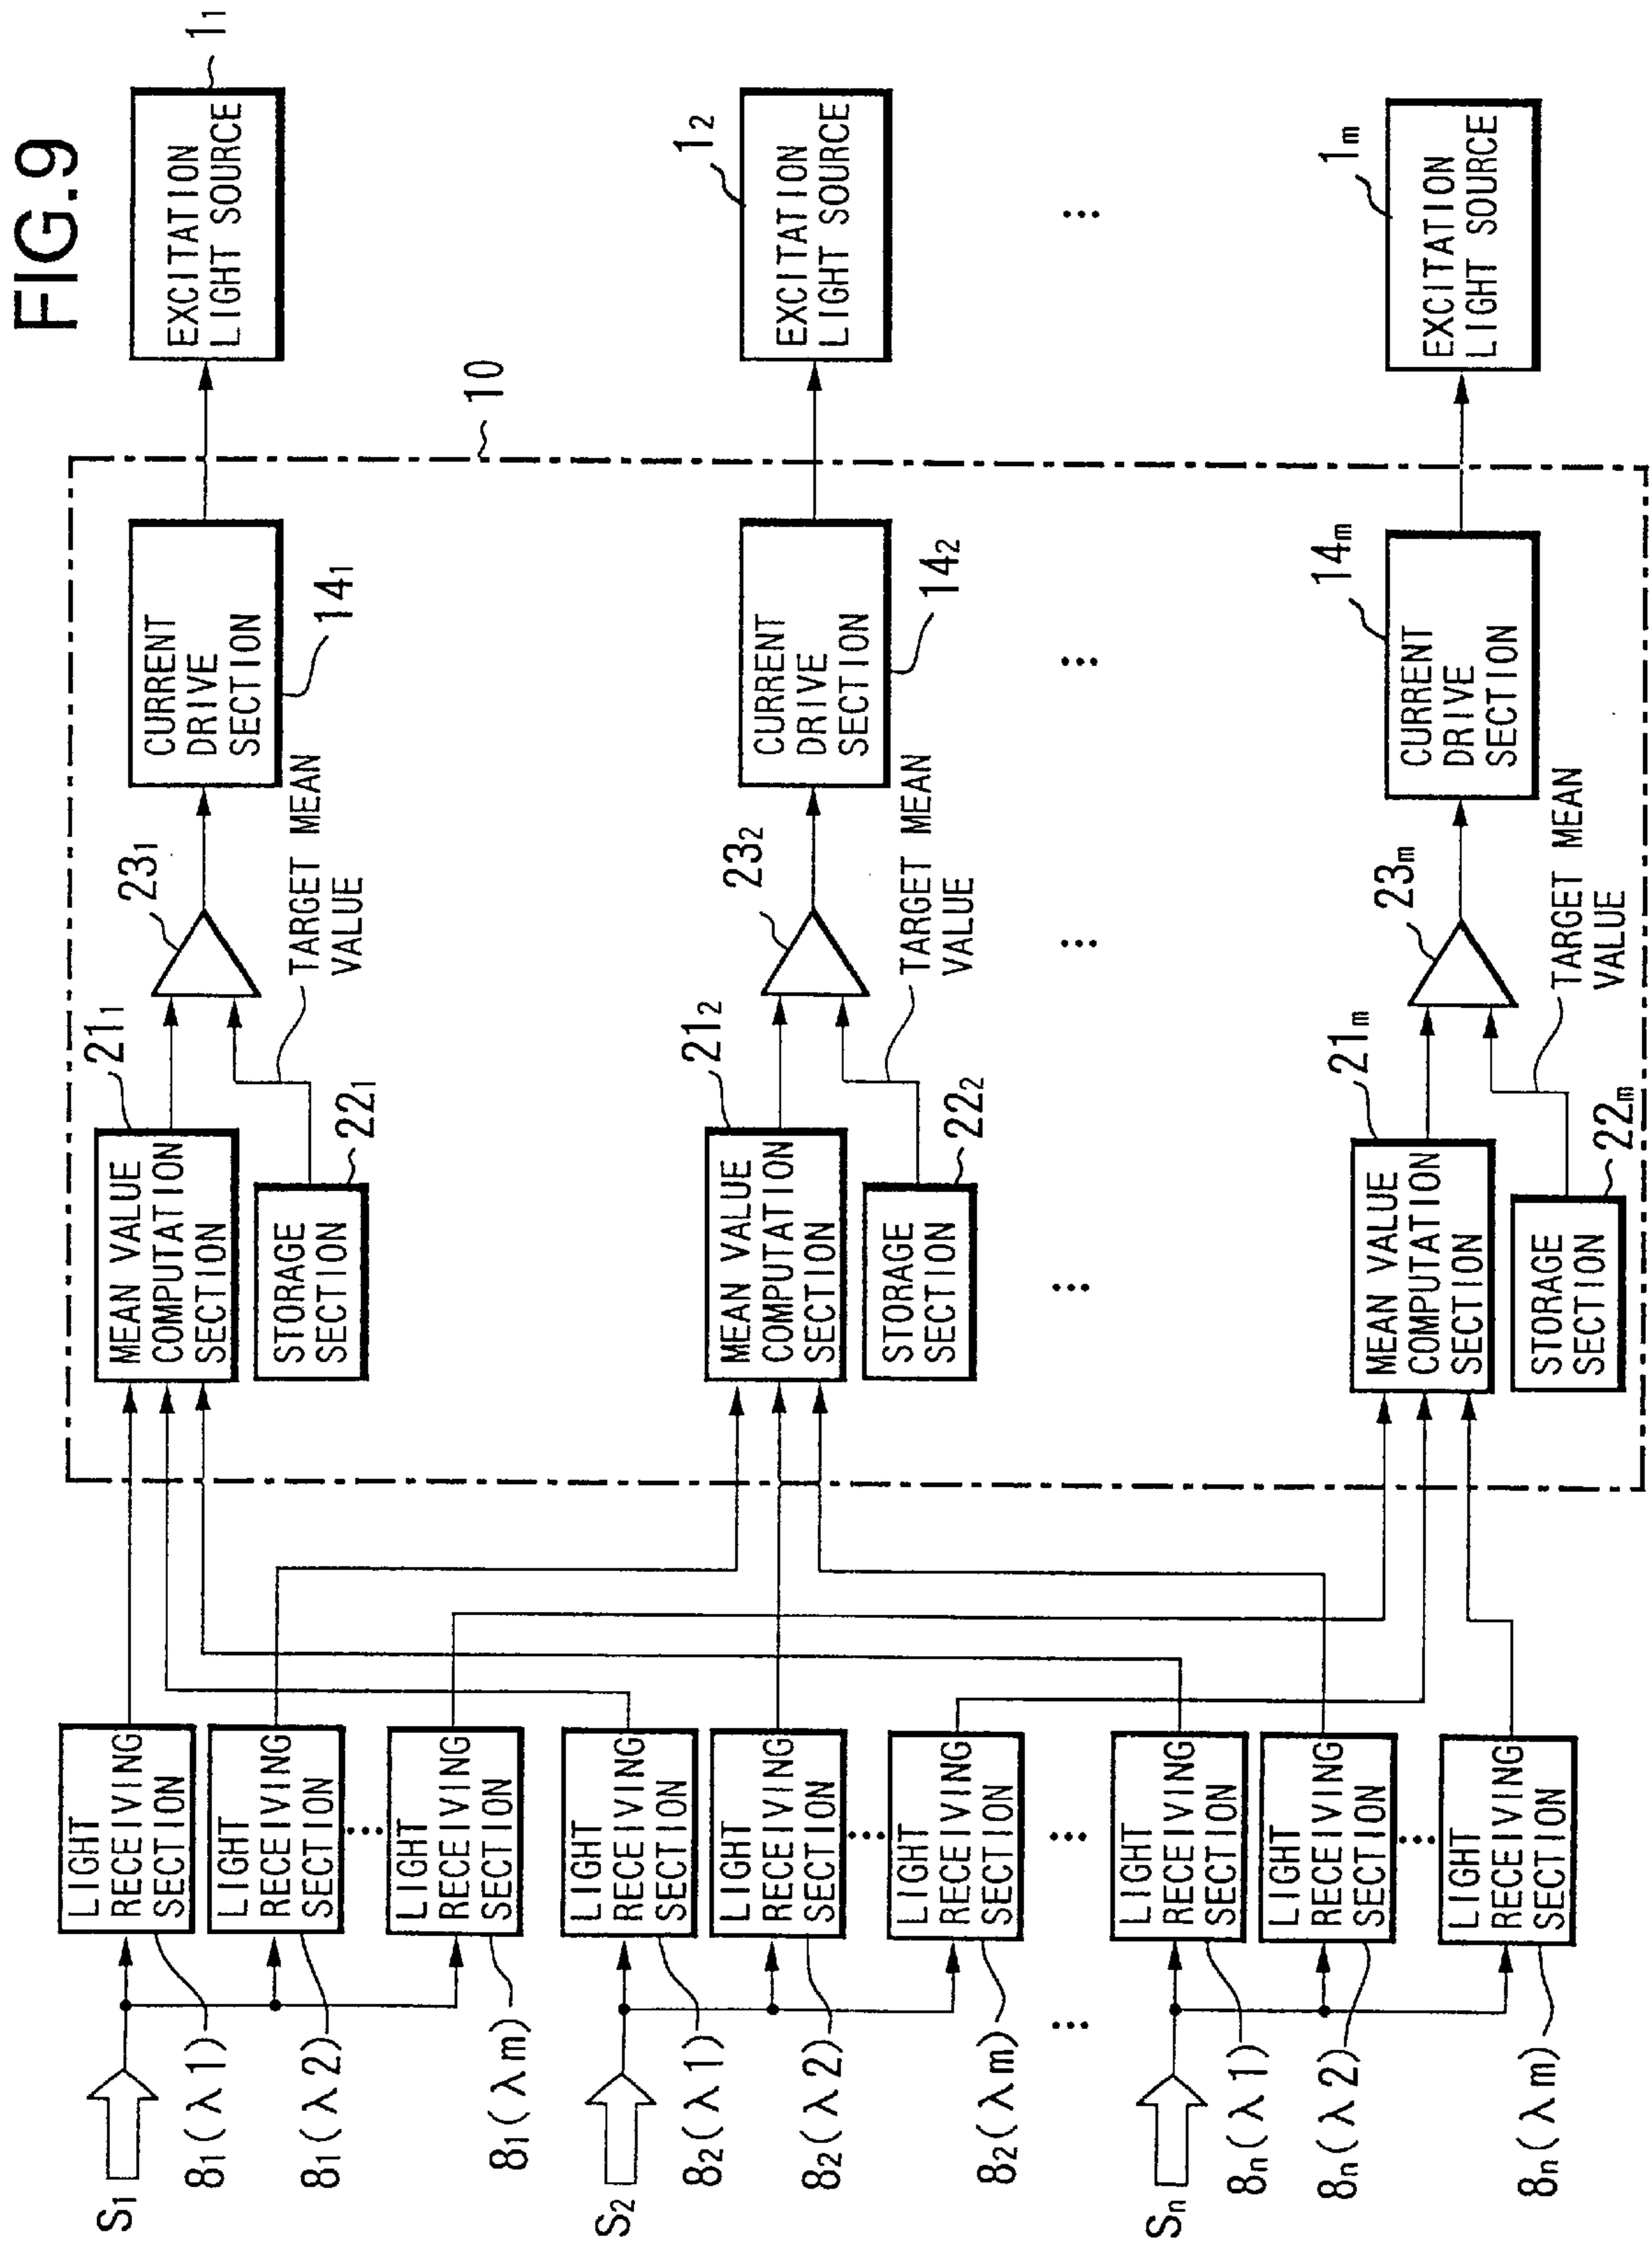 FIG.9
S1
81(λ1)
81(λ2)
81(λm)
LIGHT
RECEIVING
SECTION
LIGHT
RECEIVING
SECTION
...
LIGHT
RECEIVING
SECTION
S2
82(λ1)
82(λ2)
82(λm)
LIGHT
RECEIVING
SECTION
LIGHT
RECEIVING
SECTION
...
LIGHT
RECEIVING
SECTION
...
...
Sn
8n(λ1)
8n(λ2)
8n(λm)
LIGHT
RECEIVING
SECTION
LIGHT
RECEIVING
SECTION
...
LIGHT
RECEIVING
SECTION
10
MEAN VALUE
COMPUTATION
SECTION
211
STORAGE
SECTION
221
231
TARGET MEAN
VALUE
CURRENT
DRIVE
SECTION
141
EXCITATION
LIGHT SOURCE
11
MEAN VALUE
COMPUTATION
SECTION
212
STORAGE
SECTION
222
232
TARGET MEAN
VALUE
CURRENT
DRIVE
SECTION
142
EXCITATION
LIGHT SOURCE
12
...
...
...
...
MEAN VALUE
COMPUTATION
SECTION
21m
STORAGE
SECTION
22m
23m
TARGET MEAN
VALUE
CURRENT
DRIVE
SECTION
14m
EXCITATION
LIGHT SOURCE
1m